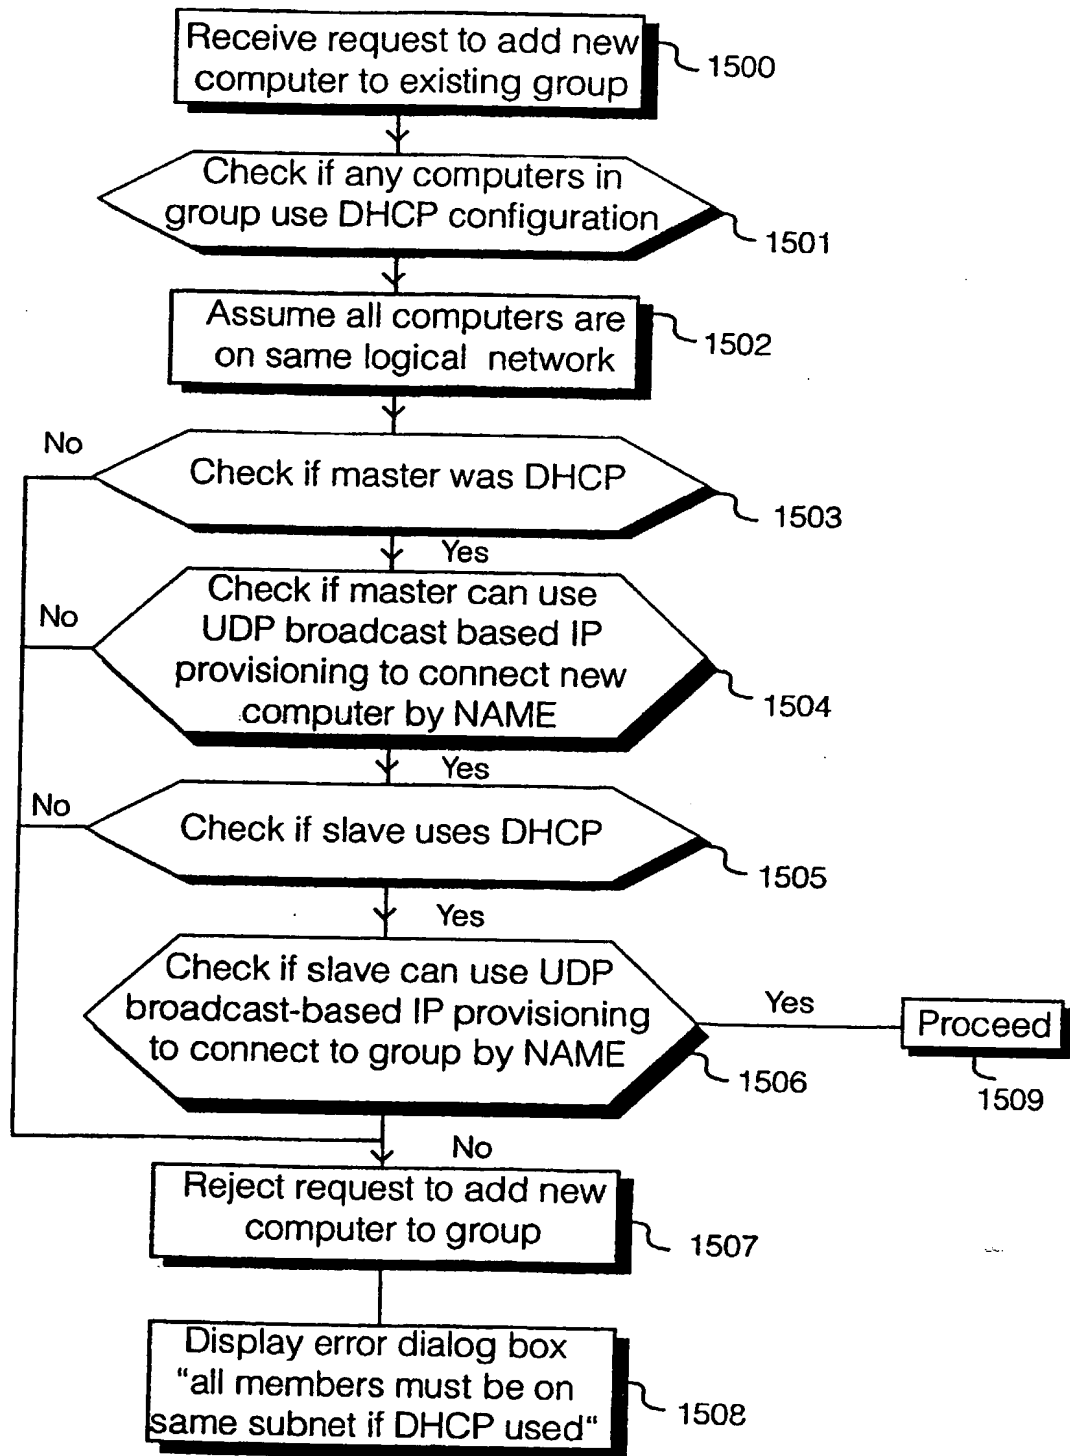 Receive request to add new
computer to existing group
1500
Check if any computers in
group use DHCP configuration
1501
Assume all computers are
on same logical network
1502
No
Check if master was DHCP
1503
Yes
No
Check if master can use
UDP broadcast based IP
provisioning to connect new
computer by NAME
1504
Yes
No
Check if slave uses DHCP
1505
Yes
Check if slave can use UDP
broadcast-based IP provisioning
to connect to group by NAME
1506
Yes
Proceed
1509
No
Reject request to add new
computer to group
1507
Display error dialog box
“all members must be on
same subnet if DHCP used“
1508